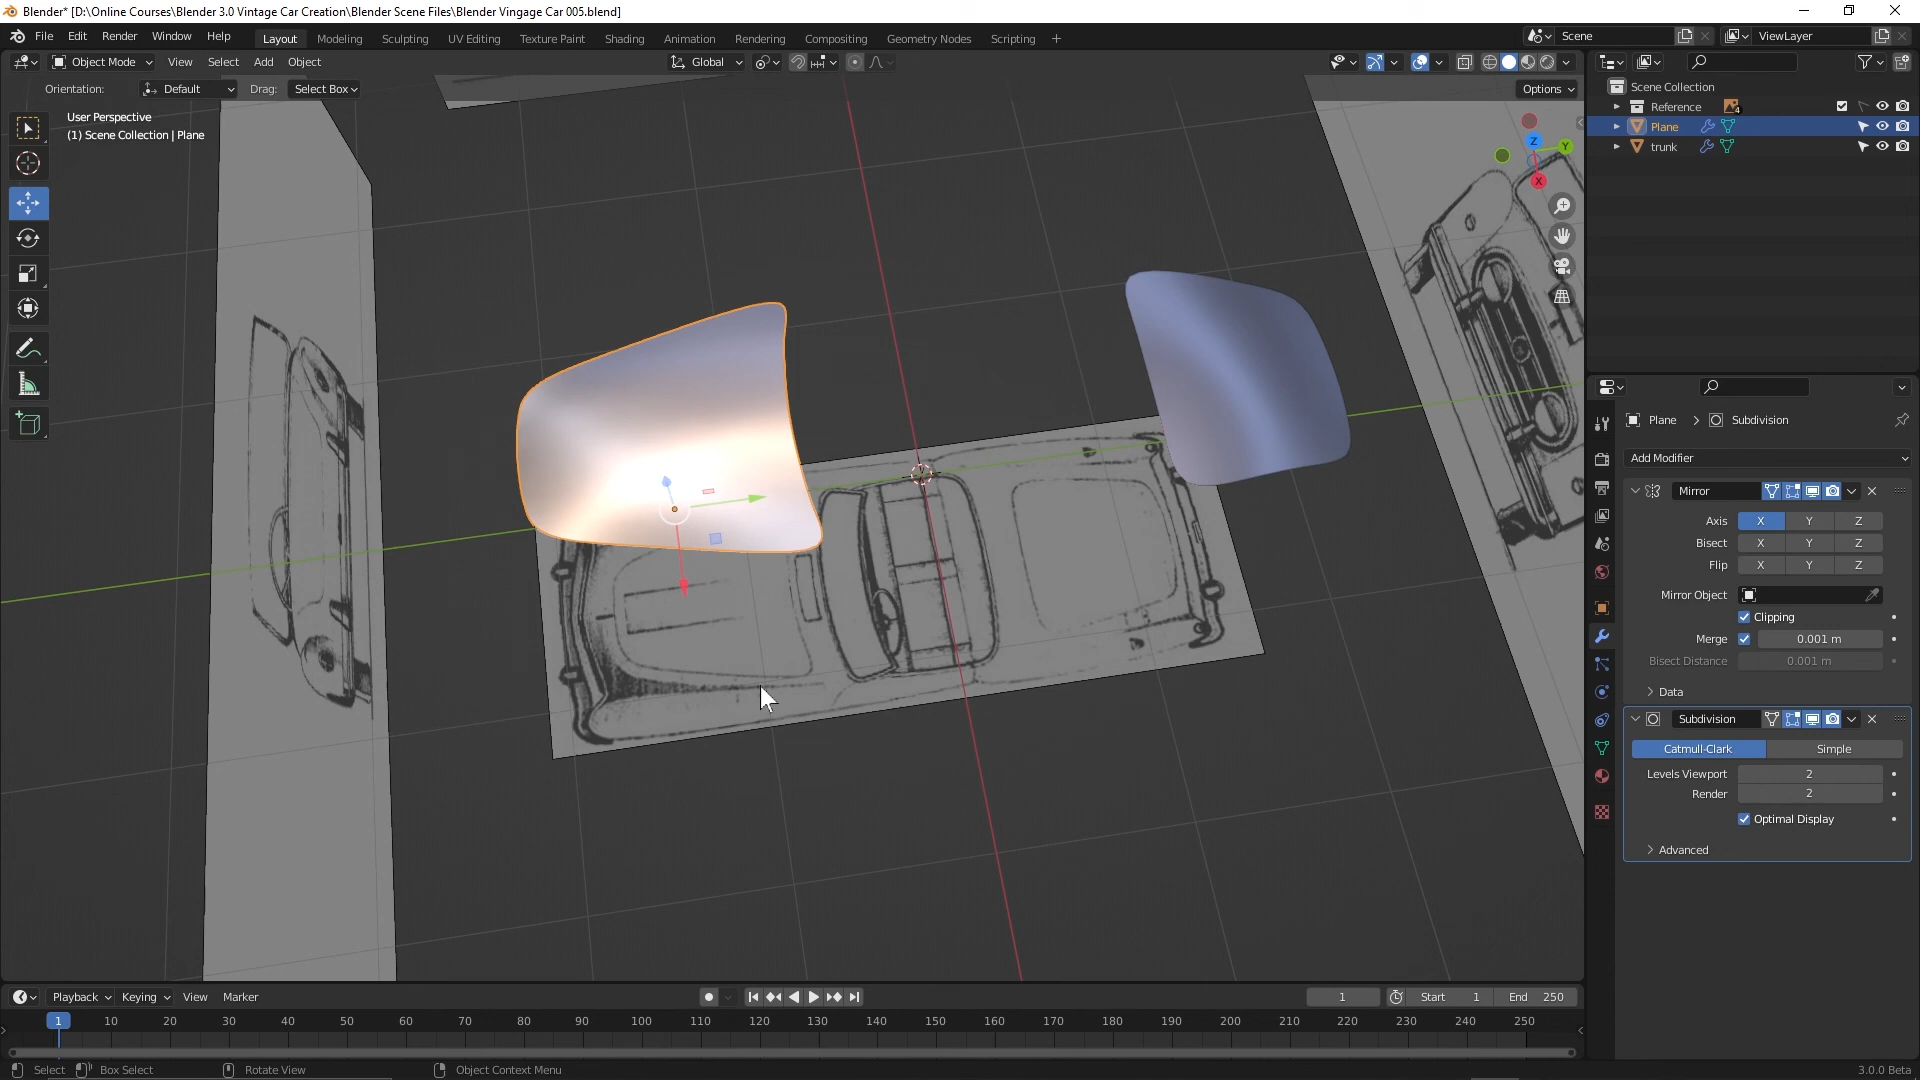 Blender* [D:\Online Courses\Blender 3.0 Vintage Car Creation\Blender Scene Files\Blender Vingage Car 005.blend]
File Edit Render Window Help Layout Modeling Sculpting UV Editing Texture Paint Shading Animation Rendering Compositing Geometry Nodes Scripting + Scene ViewLayer
Object Mode View Select Add Object Global
Orientation: Default Drag: Select Box Options
User Perspective
(1) Scene Collection | Plane
Z
Y
X
Scene Collection
Reference 4
Plane
trunk
Plane > Subdivision
Add Modifier
Mirror
Axis X Y Z
Bisect X Y Z
Flip X Y Z
Mirror Object
Clipping
Merge 0.001 m
Bisect Distance 0.001 m
Data
Subdivision
Catmull-Clark Simple
Levels Viewport 2
Render 2
Optimal Display
Advanced
Playback Keying View Marker 1 Start 1 End 250
1 10 20 30 40 50 60 70 80 90 100 110 120 130 140 150 160 170 180 190 200 210 220 230 240 250
Select Box Select Rotate View Object Context Menu 3.0.0 Beta